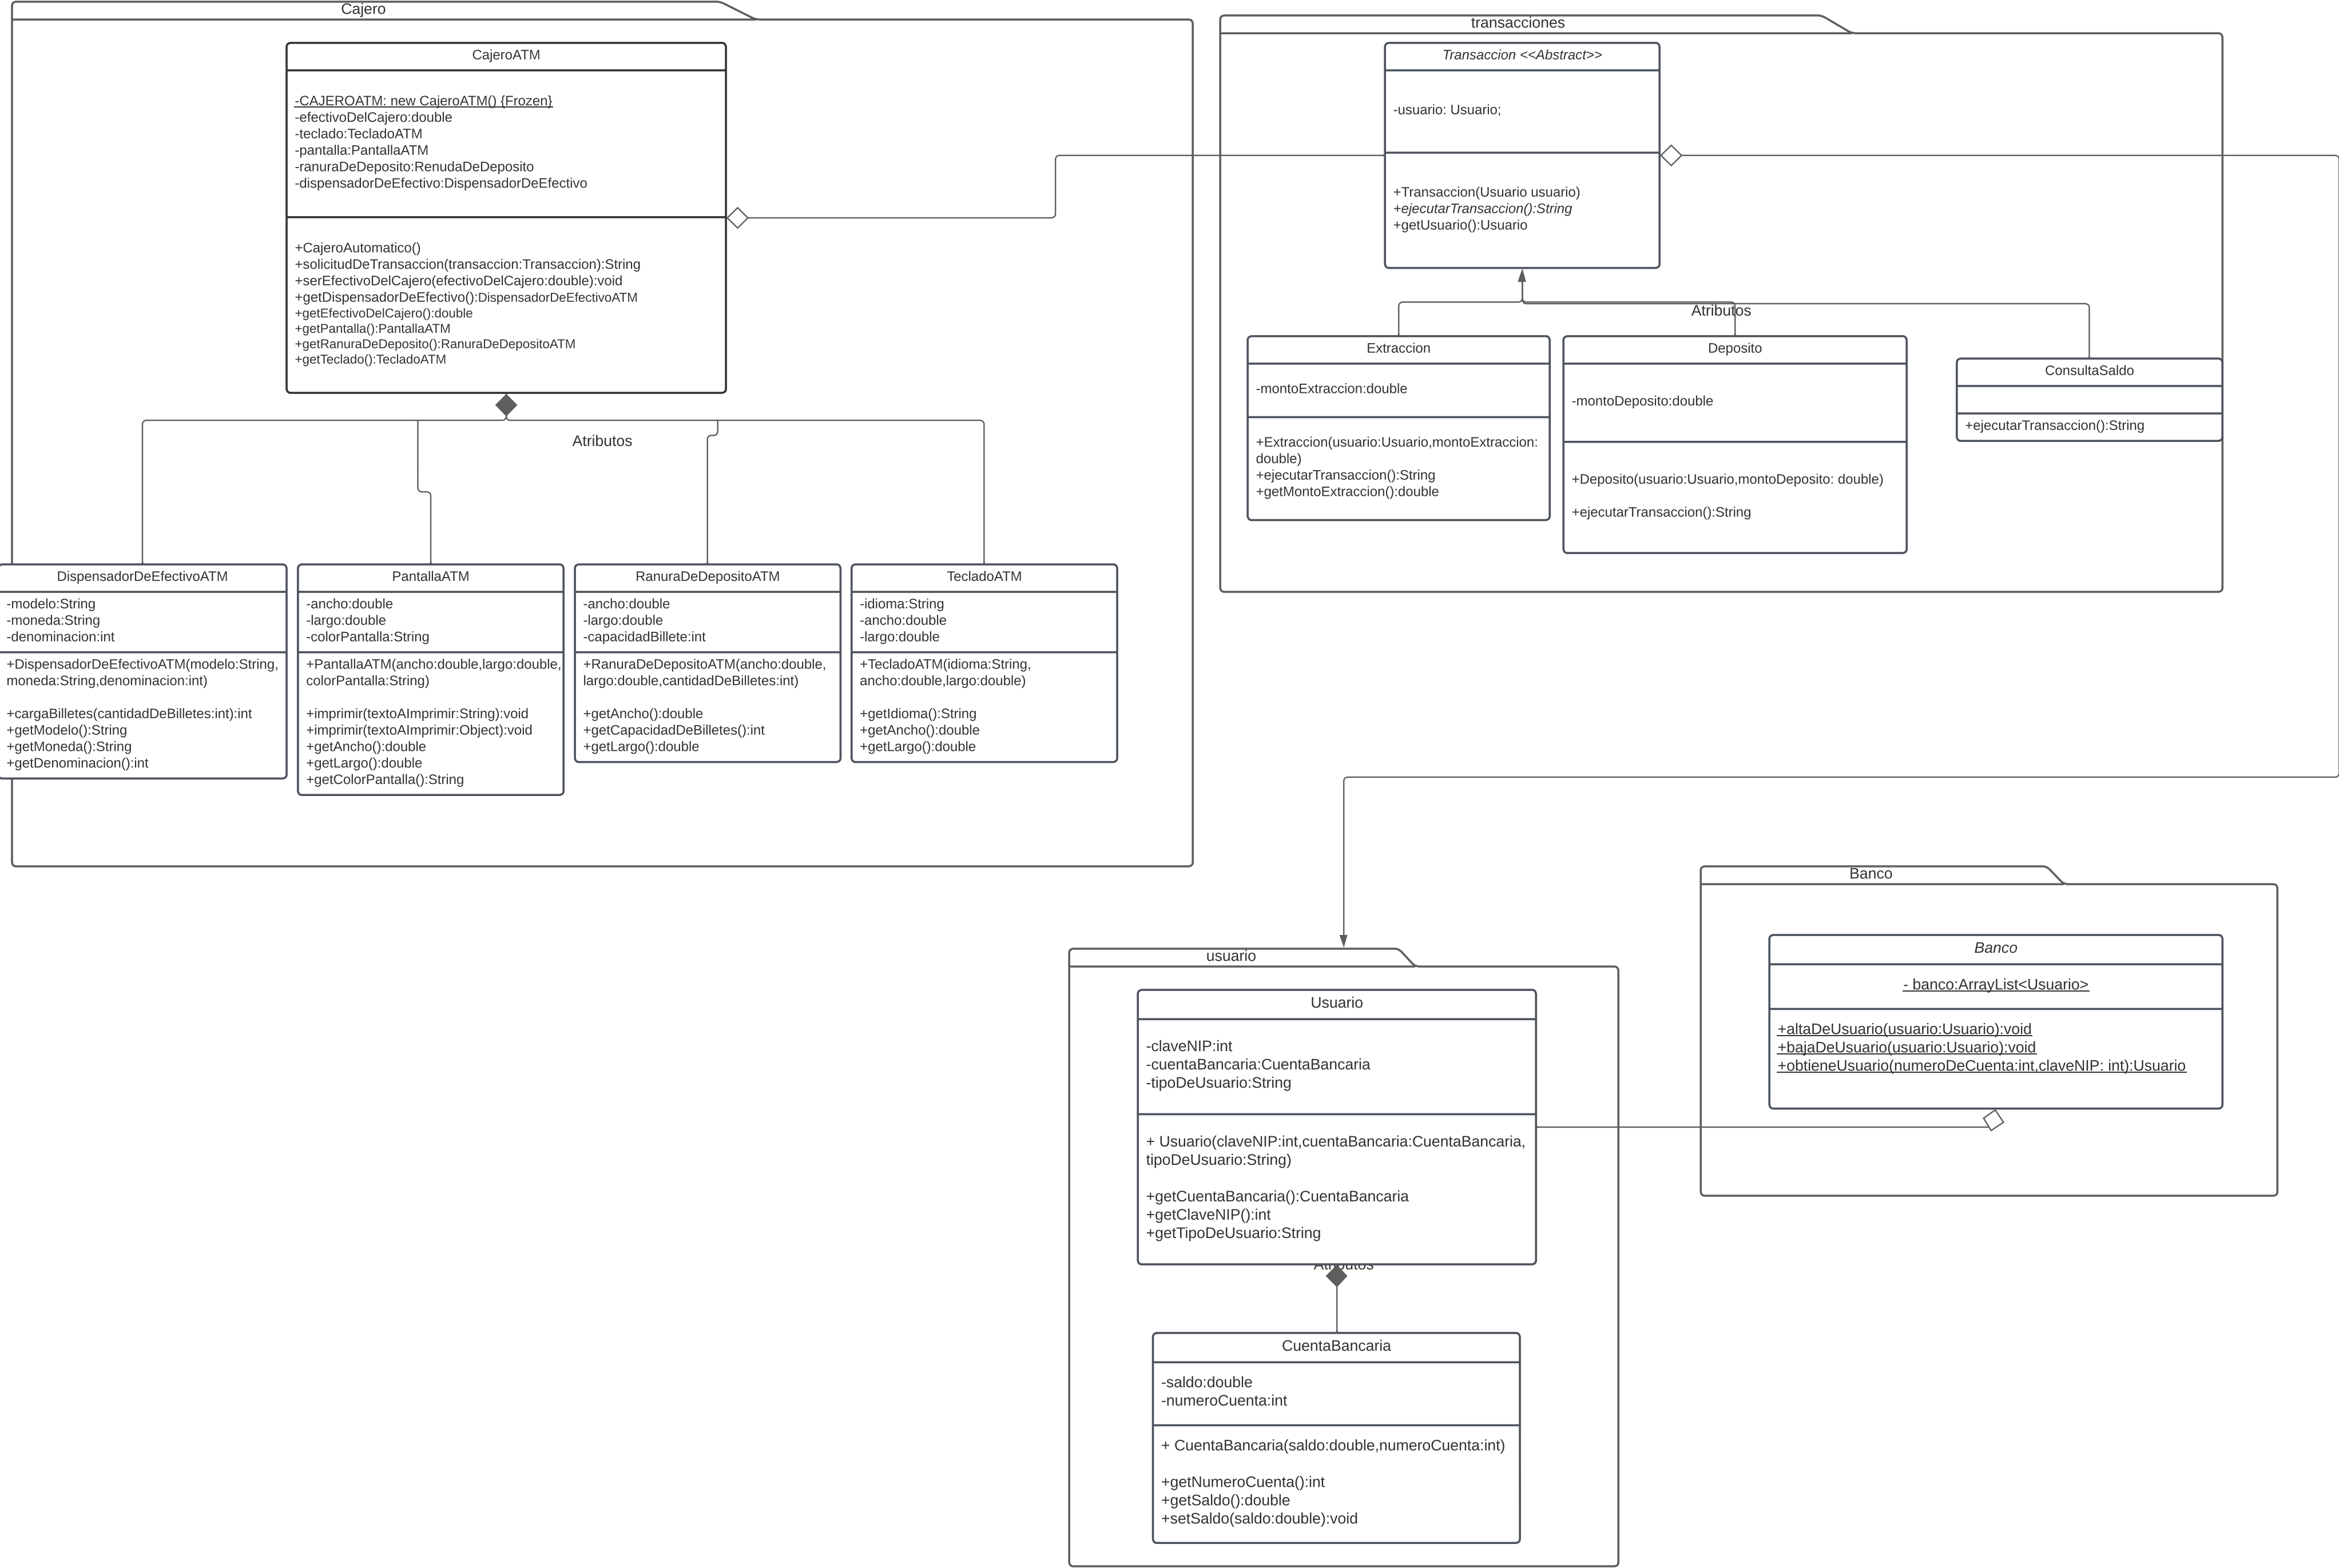 Cajero
CajeroATM
-CAJEROATM: new CajeroATM() {Frozen}
-efectivoDelCajero:double
-teclado:TecladoATM
-pantalla:PantallaATM
-ranuraDeDeposito:RenudaDeDeposito
-dispensadorDeEfectivo:DispensadorDeEfectivo
+CajeroAutomatico()
+solicitudDeTransaccion(transaccion:Transaccion):String
+serEfectivoDelCajero(efectivoDelCajero:double):void
+getDispensadorDeEfectivo():DispensadorDeEfectivoATM
+getEfectivoDelCajero():double
+getPantalla():PantallaATM
+getRanuraDeDeposito():RanuraDeDepositoATM
+getTeclado():TecladoATM
Atributos
DispensadorDeEfectivoATM
-modelo:String
-moneda:String
-denominacion:int
+DispensadorDeEfectivoATM(modelo:String,
moneda:String,denominacion:int)
+cargaBilletes(cantidadDeBilletes:int):int
+getModelo():String
+getMoneda():String
+getDenominacion():int
PantallaATM
-ancho:double
-largo:double
-colorPantalla:String
+PantallaATM(ancho:double,largo:double,
colorPantalla:String)
+imprimir(textoAImprimir:String):void
+imprimir(textoAImprimir:Object):void
+getAncho():double
+getLargo():double
+getColorPantalla():String
RanuraDeDepositoATM
-ancho:double
-largo:double
-capacidadBillete:int
+RanuraDeDepositoATM(ancho:double,
largo:double,cantidadDeBilletes:int)
+getAncho():double
+getCapacidadDeBilletes():int
+getLargo():double
TecladoATM
-idioma:String
-ancho:double
-largo:double
+TecladoATM(idioma:String,
ancho:double,largo:double)
+getIdioma():String
+getAncho():double
+getLargo():double
transacciones
Transaccion <<Abstract>>
-usuario: Usuario;
+Transaccion(Usuario usuario)
+ejecutarTransaccion():String
+getUsuario():Usuario
Atributos
Extraccion
-montoExtraccion:double
+Extraccion(usuario:Usuario,montoExtraccion:
double)
+ejecutarTransaccion():String
+getMontoExtraccion():double
Deposito
-montoDeposito:double
+Deposito(usuario:Usuario,montoDeposito: double)
+ejecutarTransaccion():String
ConsultaSaldo
+ejecutarTransaccion():String
usuario
Usuario
-claveNIP:int
-cuentaBancaria:CuentaBancaria
-tipoDeUsuario:String
+ Usuario(claveNIP:int,cuentaBancaria:CuentaBancaria,
tipoDeUsuario:String)
+getCuentaBancaria():CuentaBancaria
+getClaveNIP():int
+getTipoDeUsuario:String
Atributos
CuentaBancaria
-saldo:double
-numeroCuenta:int
+ CuentaBancaria(saldo:double,numeroCuenta:int)
+getNumeroCuenta():int
+getSaldo():double
+setSaldo(saldo:double):void
Banco
Banco
- banco:ArrayList<Usuario>
+altaDeUsuario(usuario:Usuario):void
+bajaDeUsuario(usuario:Usuario):void
+obtieneUsuario(numeroDeCuenta:int,claveNIP: int):Usuario